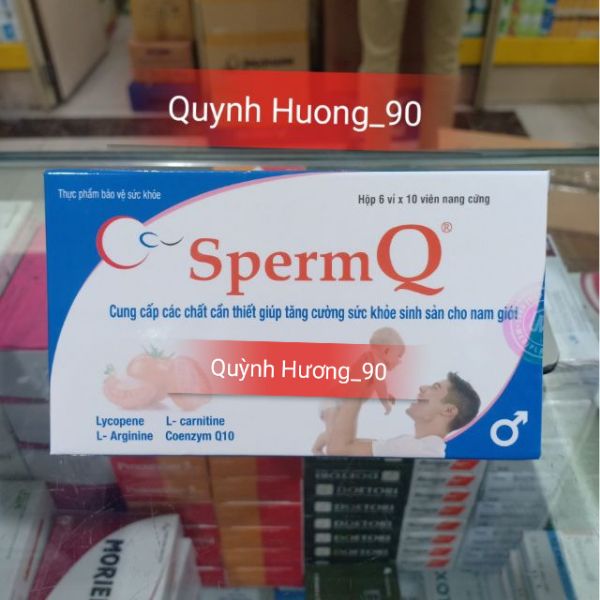 Quynh Huong_90
Thực phẩm bảo vệ sức khỏe
Hộp 6 vỉ x 10 viên nang cứng
SpermQ®
Cung cấp các chất cần thiết giúp tăng cường sức khỏe sinh sản cho nam giới
Quỳnh Hương_90
Lycopene L- carnitine
L- Arginine Coenzym Q10
MORIE